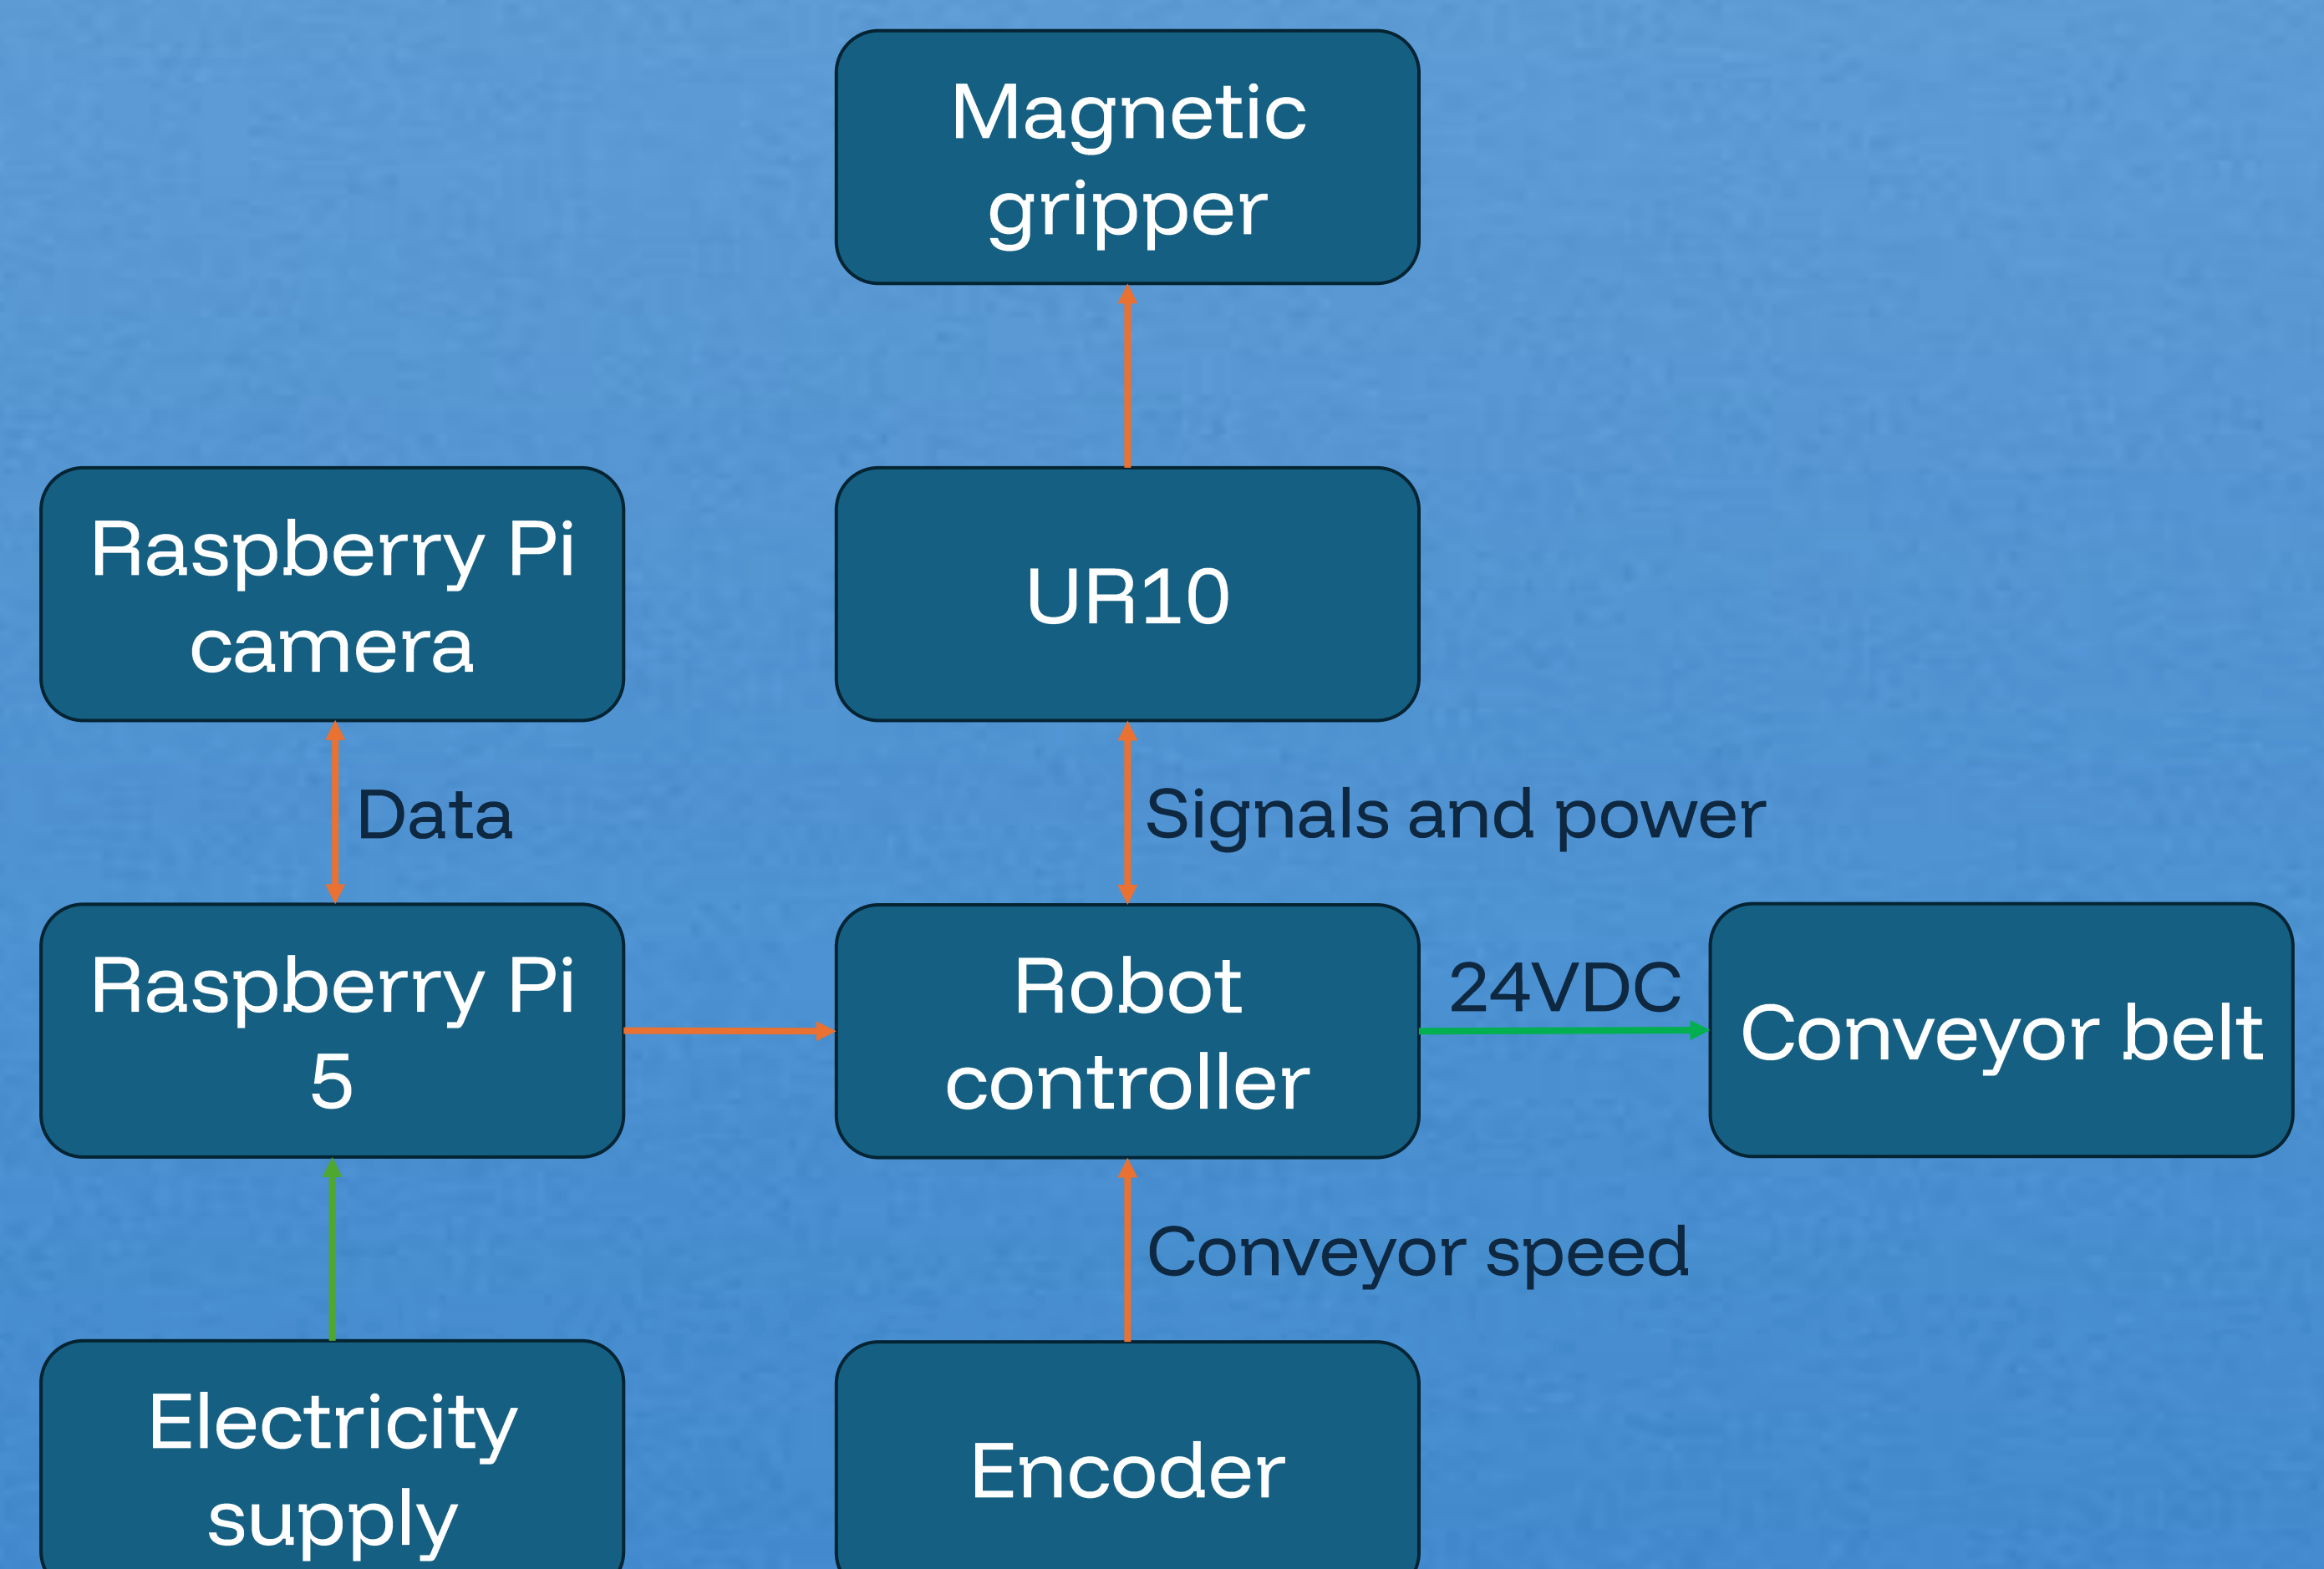 Magnetic
gripper
Raspberry Pi
camera
UR10
Data
Signals and power
Raspberry Pi
5
Robot
controller
24VDC
Conveyor belt
Conveyor speed
Electricity
supply
Encoder